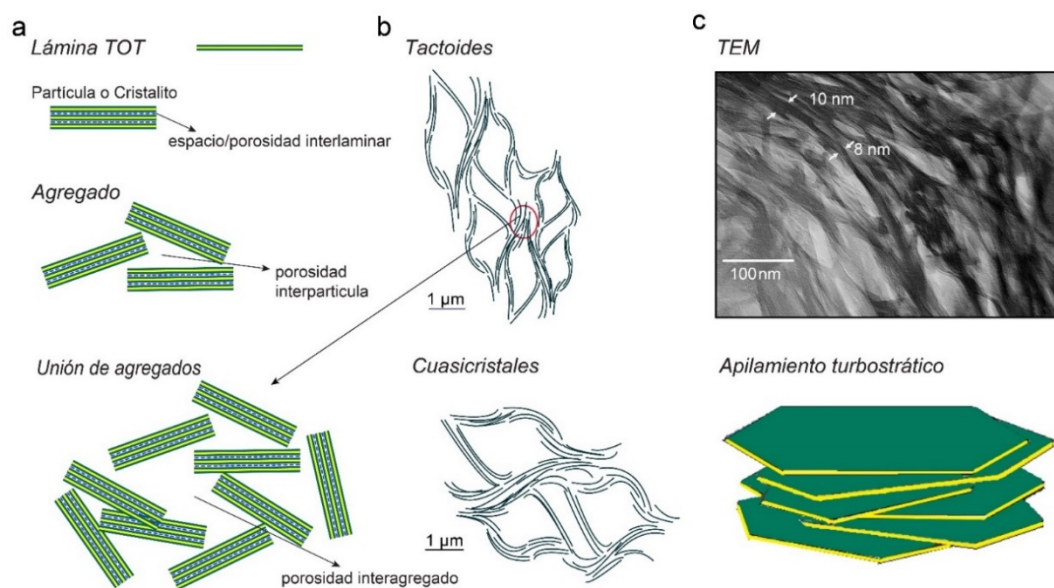 a
Lámina TOT
Partícula o Cristalito
espacio/porosidad interlaminar
Agregado
porosidad
interparticula
Unión de agregados
porosidad interagregado
b
Tactoides
1 μm
Cuasicristales
1 μm
c
TEM
10 nm
8 nm
100nm
Apilamiento turbostrático